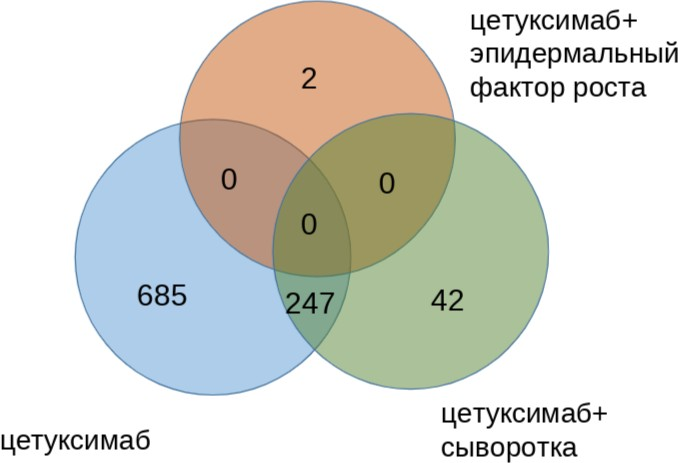 цетуксимаб+
эпидермальный
фактор роста
2
0
0
0
685
247
42
цетуксимаб
цетуксимаб+
сыворотка